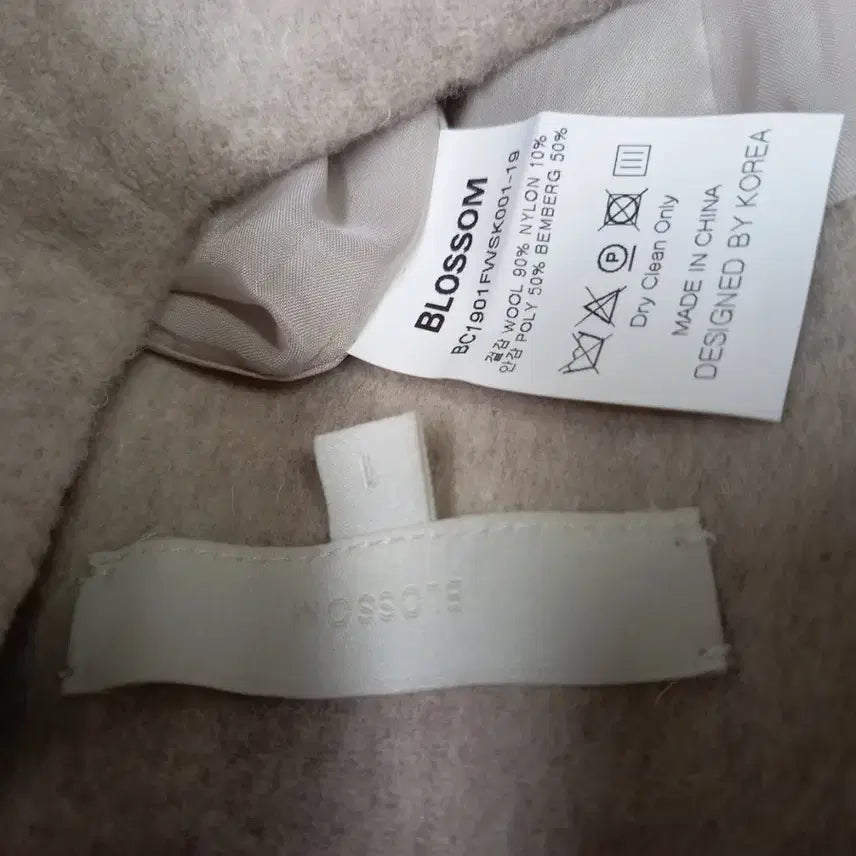 BLOSSOM
BC1901FWSK001-19
겉감 WOOL 90% NYLON 10%
안감 POLY 50% BEMBERG 50%
P
Dry Clean Only
MADE IN CHINA
DESIGNED BY KOREA
BLOSSOM